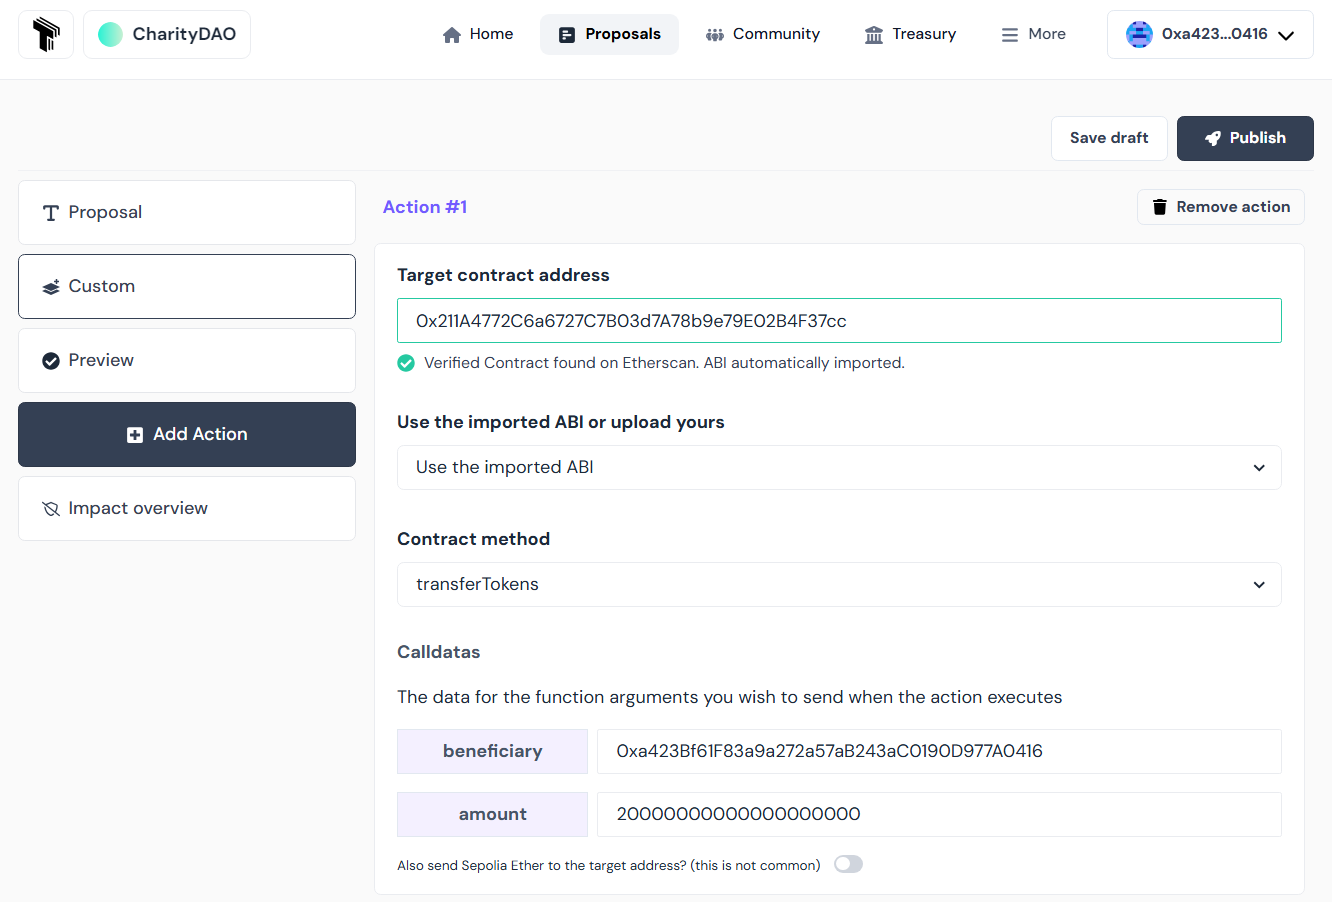 CharityDAO
Home
Proposals
Community
Treasury
More
0xa423...0416
Save draft
Publish
Proposal
Custom
Preview
Add Action
Impact overview
Action #1
Remove action
Target contract address
0x211A4772C6a6727C7B03d7A78b9e79E02B4F37cc
Verified Contract found on Etherscan. ABI automatically imported.
Use the imported ABI or upload yours
Use the imported ABI
Contract method
transferTokens
Calldatas
The data for the function arguments you wish to send when the action executes
beneficiary
0xa423Bf61F83a9a272a57aB243aC0190D977A0416
amount
20000000000000000000
Also send Sepolia Ether to the target address? (this is not common)